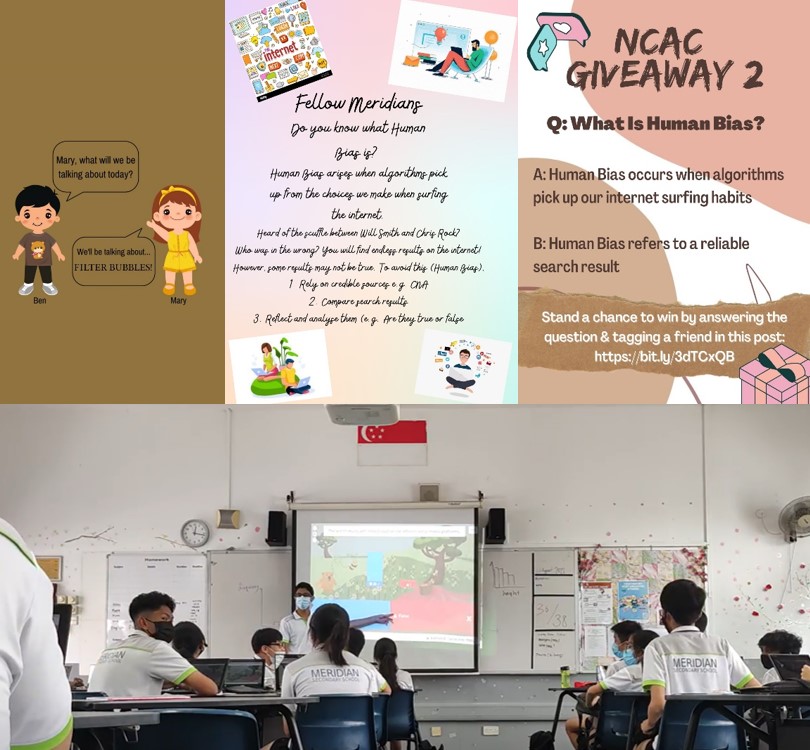 Mary, what will we be
talking about today?
We'll be talking about...
FILTER BUBBLES!
Ben
Mary
internet
Fellow Meridians
Do you know what Human
Bias is?
Human Bias arises when algorithms pick
up from the choices we make when surfing
the internet.
Heard of the scuffle between Will Smith and Chris Rock?
Who was in the wrong? You will find endless results on the internet!
However, some results may not be true. To avoid this (Human Bias),
1. Rely on credible sources e.g. CNA
2. Compare search results
3. Reflect and analyse them (e.g. Are they true or false
NCAC
GIVEAWAY 2
Q: What Is Human Bias?
A: Human Bias occurs when algorithms
pick up our internet surfing habits
B: Human Bias refers to a reliable
search result
Stand a chance to win by answering the
question & tagging a friend in this post:
https://bit.ly/3dTCxQB
MERIDIAN
SECONDARY SCHOOL
MERIDIAN
SECONDARY SCHOOL
MERIDIAN
SECONDARY SCHOOL